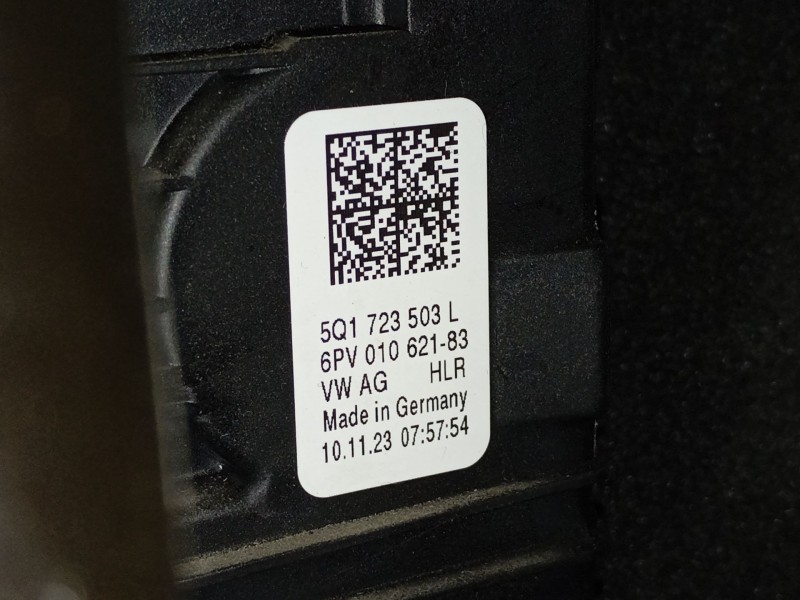 5Q1 723 503 L
6PV 010 621-83
VW AG HLR
Made in Germany
10.11.23 07:57:54